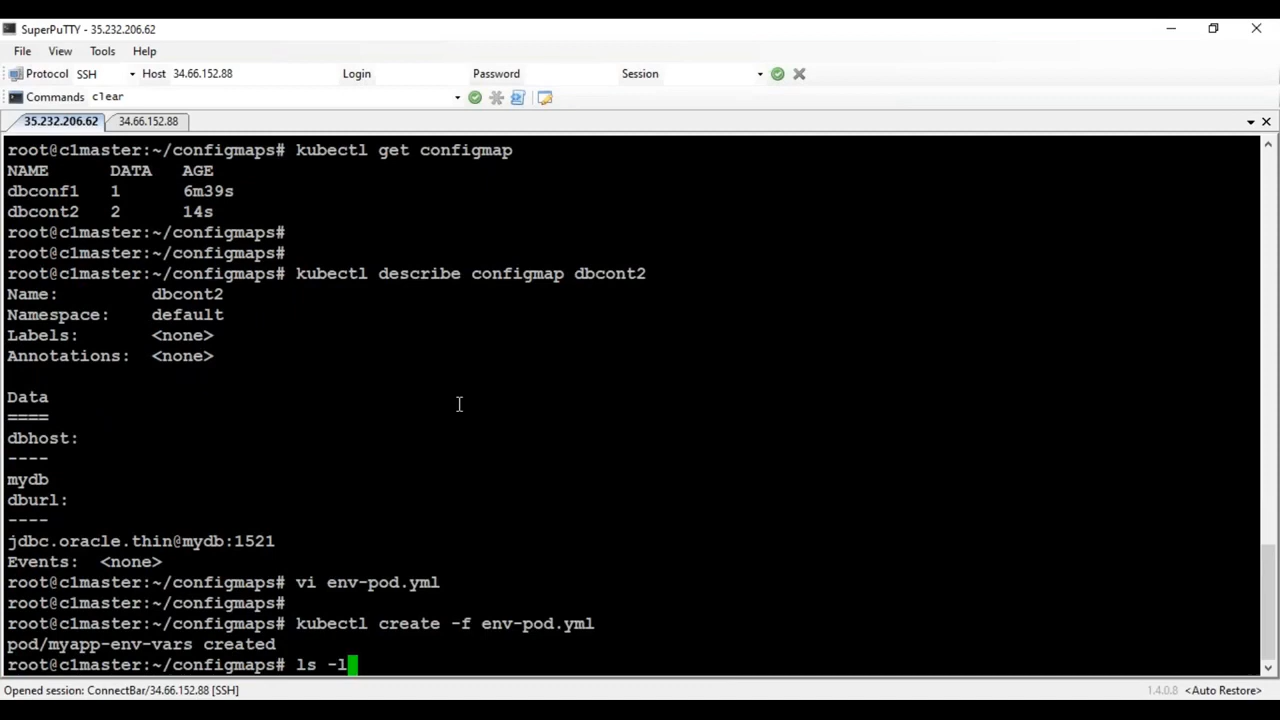 SuperPuTTY - 35.232.206.62
File View Tools Help
Protocol SSH Host 34.66.152.88 Login Password Session
Commands clear
35.232.206.62 34.66.152.88
root@c1master:~/configmaps# kubectl get configmap
NAME DATA AGE
dbconf1 1 6m39s
dbcont2 2 14s
root@c1master:~/configmaps#
root@c1master:~/configmaps#
root@c1master:~/configmaps# kubectl describe configmap dbcont2
Name: dbcont2
Namespace: default
Labels: <none>
Annotations: <none>
Data
====
dbhost:
----
mydb
dburl:
----
jdbc.oracle.thin@mydb:1521
Events: <none>
root@c1master:~/configmaps# vi env-pod.yml
root@c1master:~/configmaps#
root@c1master:~/configmaps# kubectl create -f env-pod.yml
pod/myapp-env-vars created
root@c1master:~/configmaps# ls -l
Opened session: ConnectBar/34.66.152.88 [SSH] 1.4.0.8 <Auto Restore>